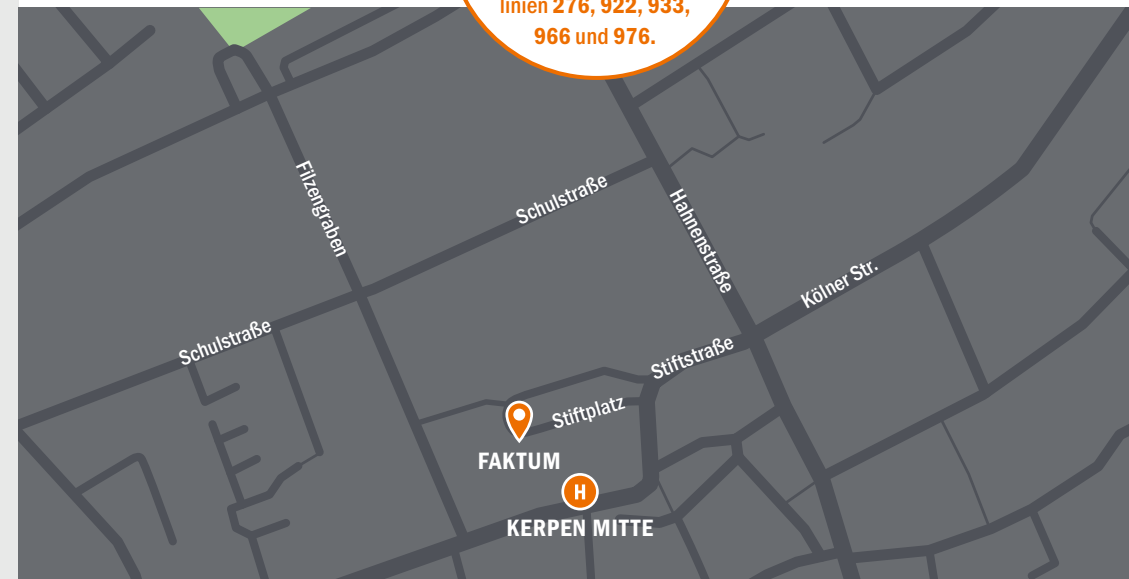 linien 276, 922, 933,
966 und 976.
Filzengraben
Schulstraße
Hahnenstraße
Kölner Str.
Schulstraße
Stiftstraße
Stiftplatz
FAKTUM
H
KERPEN MITTE